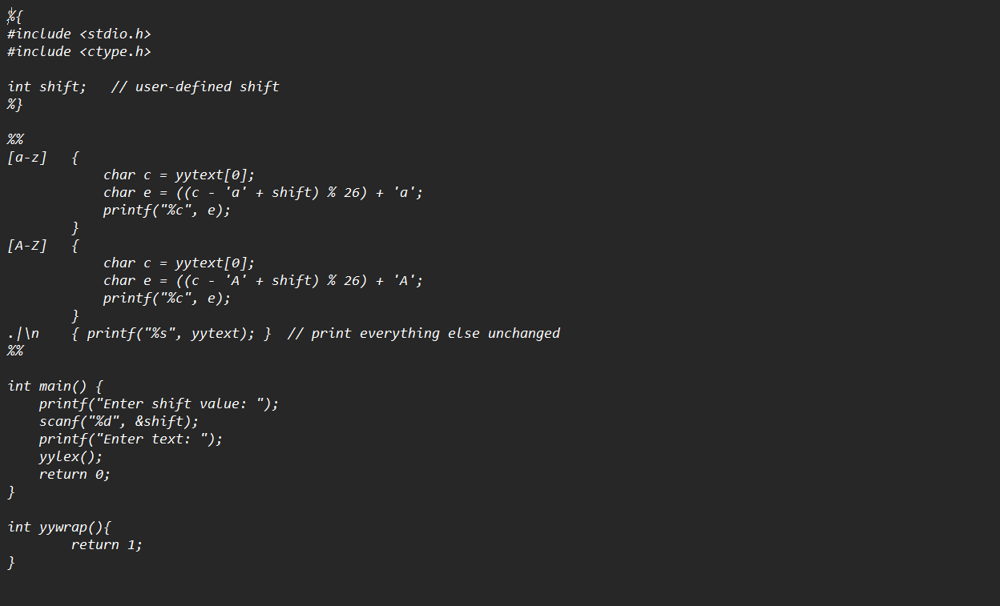 %{
#include <stdio.h>
#include <ctype.h>

int shift;   // user-defined shift
%}

%%
[a-z]   {
            char c = yytext[0];
            char e = ((c - 'a' + shift) % 26) + 'a';
            printf("%c", e);
        }
[A-Z]   {
            char c = yytext[0];
            char e = ((c - 'A' + shift) % 26) + 'A';
            printf("%c", e);
        }
.|\n    { printf("%s", yytext); }  // print everything else unchanged
%%

int main() {
    printf("Enter shift value: ");
    scanf("%d", &shift);
    printf("Enter text: ");
    yylex();
    return 0;
}

int yywrap(){
        return 1;
}